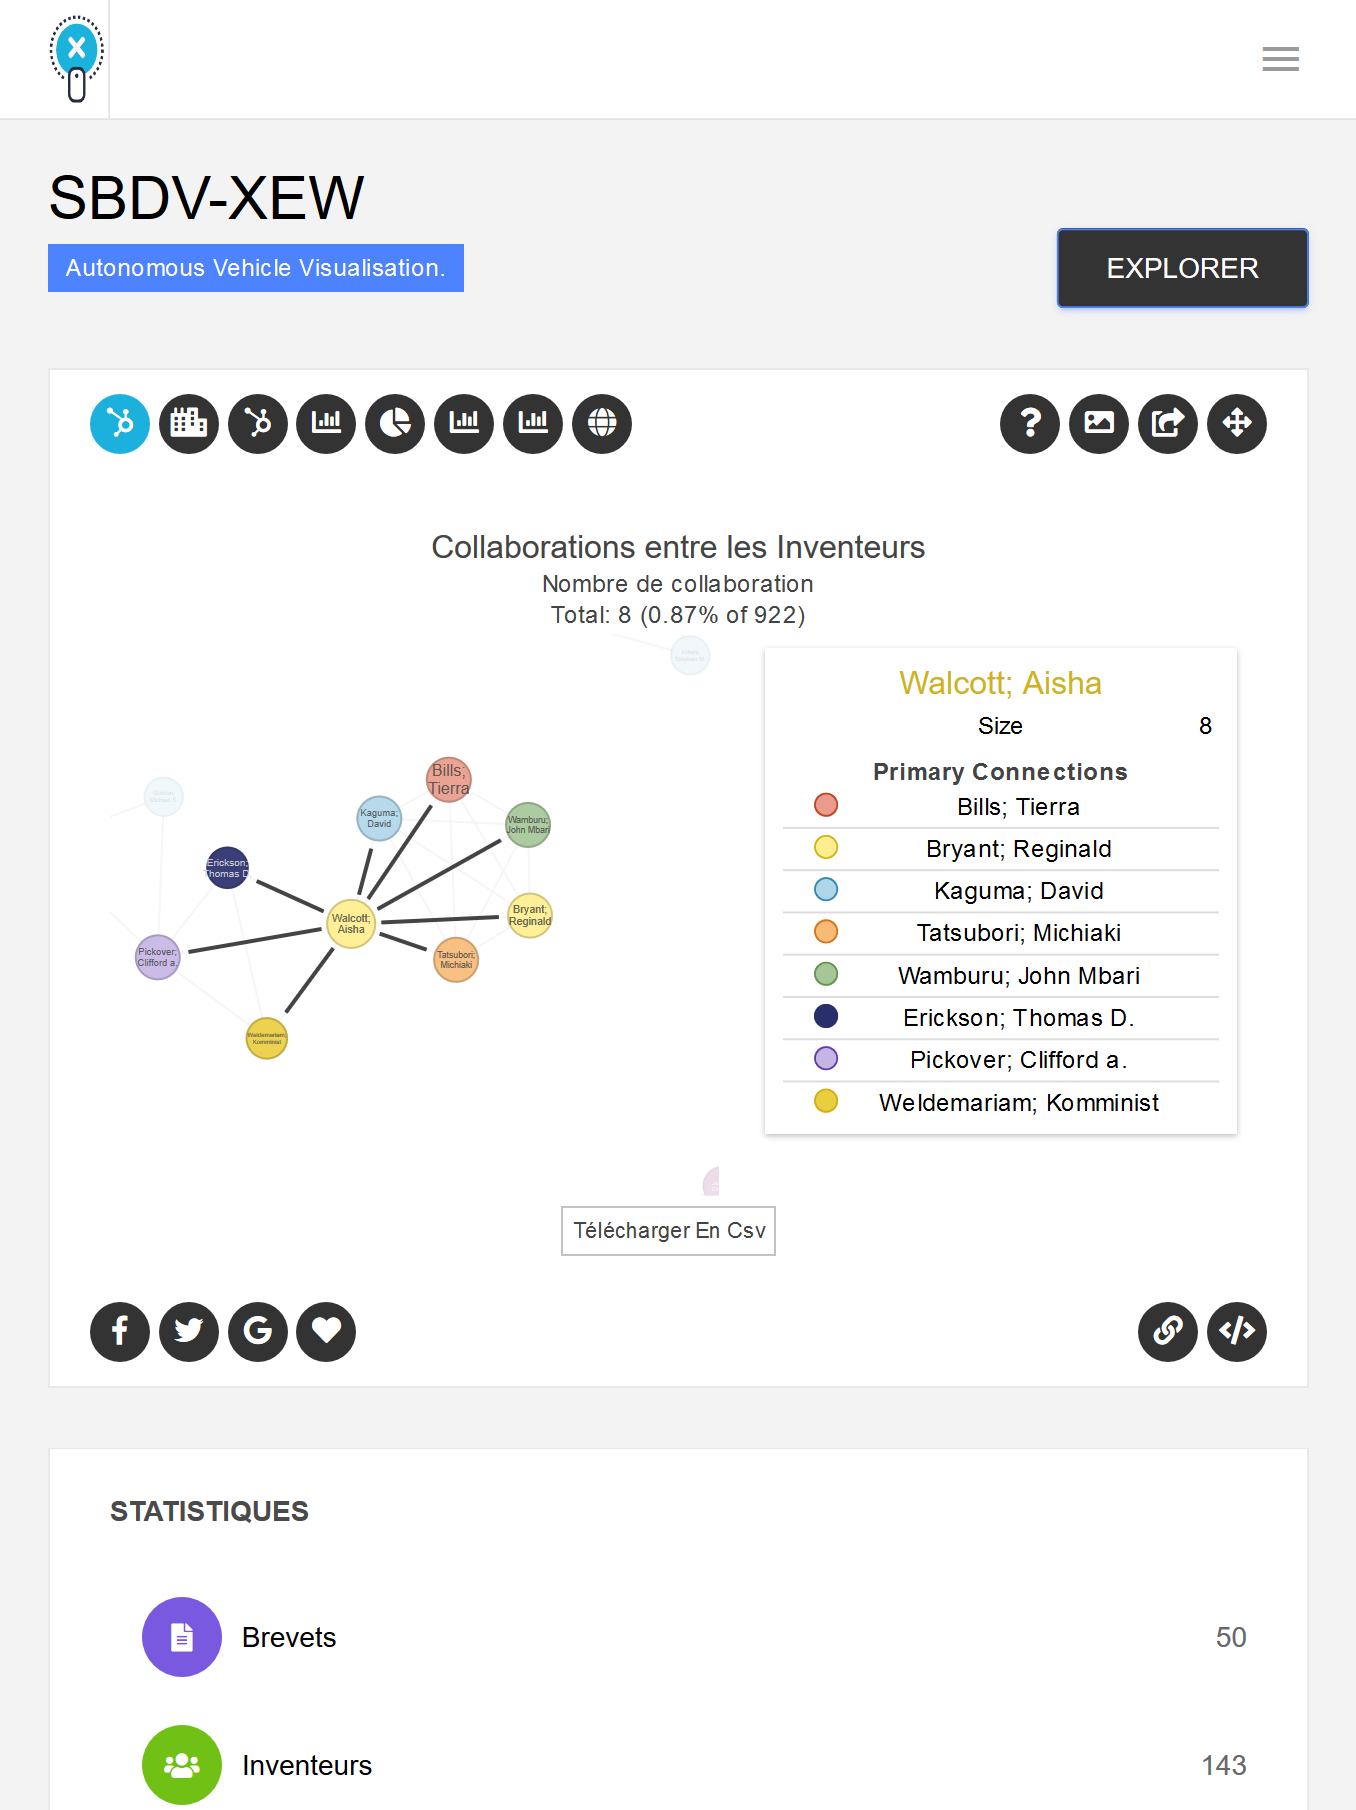 SBDV-XEW
Autonomous Vehicle Visualisation.
EXPLORER
Collaborations entre les Inventeurs
Nombre de collaboration
Total: 8 (0.87% of 922)
Walcott; Aisha
Size 8
Primary Connections
Bills; Tierra
Bryant; Reginald
Kaguma; David
Tatsubori; Michiaki
Wamburu; John Mbari
Erickson; Thomas D.
Pickover; Clifford a.
Weldemariam; Komminist
Bills;
Tierra
Kaguma;
David
Wamburu;
John Mbari
Erickson;
Thomas D
Walcott;
Aisha
Bryant;
Reginald
Pickover;
Clifford a.
Tatsubori;
Michiaki
Weldemariam;
Komminist
Télécharger En Csv
STATISTIQUES
Brevets 50
Inventeurs 143